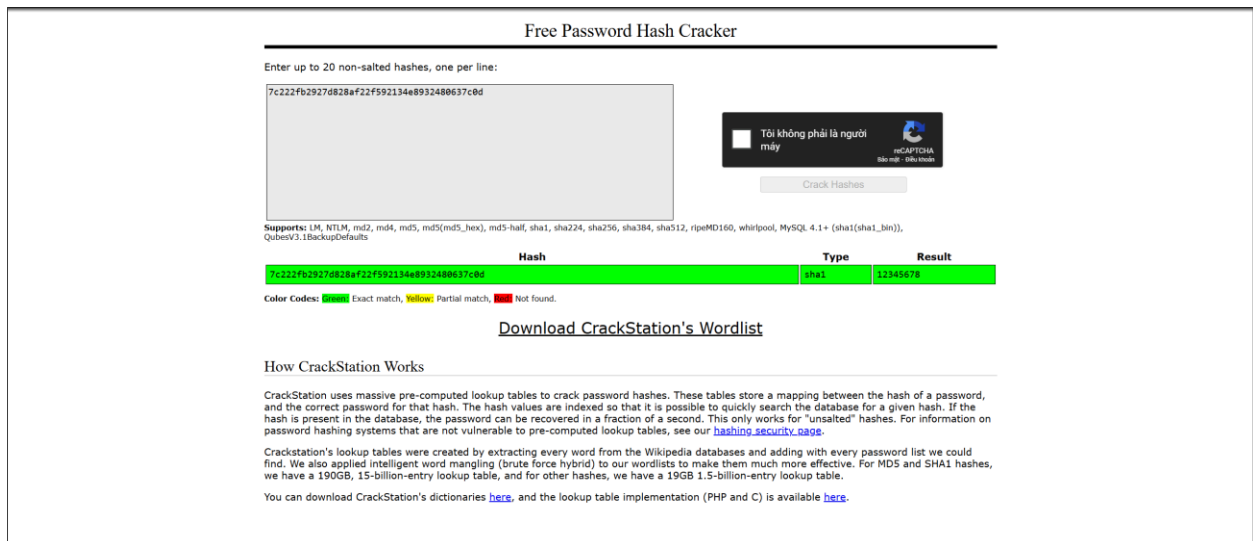 Free Password Hash Cracker
Enter up to 20 non-salted hashes, one per line:
7c222fb2927d828af22f592134e8932480637c0d
Tôi không phải là người
máy
reCAPTCHA
Bảo mật - Điều khoản
Crack Hashes
Supports: LM, NTLM, md2, md4, md5, md5(md5_hex), md5-half, sha1, sha224, sha256, sha384, sha512, ripeMD160, whirlpool, MySQL 4.1+ (sha1(sha1_bin)),
QubesV3.1BackupDefaults
Hash Type Result
7c222fb2927d828af22f592134e8932480637c0d sha1 12345678
Color Codes: Green: Exact match, Yellow: Partial match, Red: Not found.
Download CrackStation's Wordlist
How CrackStation Works
CrackStation uses massive pre-computed lookup tables to crack password hashes. These tables store a mapping between the hash of a password,
and the correct password for that hash. The hash values are indexed so that it is possible to quickly search the database for a given hash. If the
hash is present in the database, the password can be recovered in a fraction of a second. This only works for "unsalted" hashes. For information on
password hashing systems that are not vulnerable to pre-computed lookup tables, see our hashing security page.
Crackstation's lookup tables were created by extracting every word from the Wikipedia databases and adding with every password list we could
find. We also applied intelligent word mangling (brute force hybrid) to our wordlists to make them much more effective. For MD5 and SHA1 hashes,
we have a 190GB, 15-billion-entry lookup table, and for other hashes, we have a 19GB 1.5-billion-entry lookup table.
You can download CrackStation's dictionaries here, and the lookup table implementation (PHP and C) is available here.